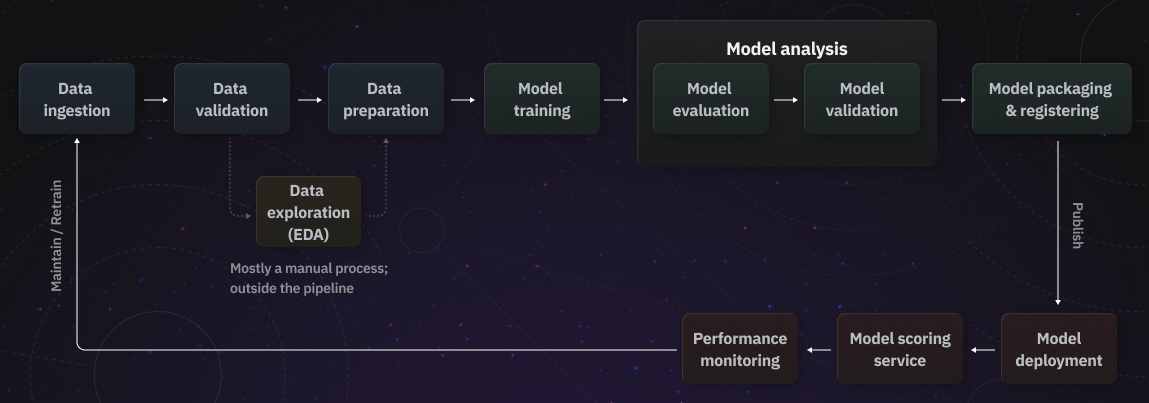 Model analysis
Data
ingestion
Data
validation
Data
preparation
Model
training
Model
evaluation
Model
validation
Model packaging
& registering
Data
exploration
(EDA)
Mostly a manual process;
outside the pipeline
Maintain / Retrain
Publish
Performance
monitoring
Model scoring
service
Model
deployment